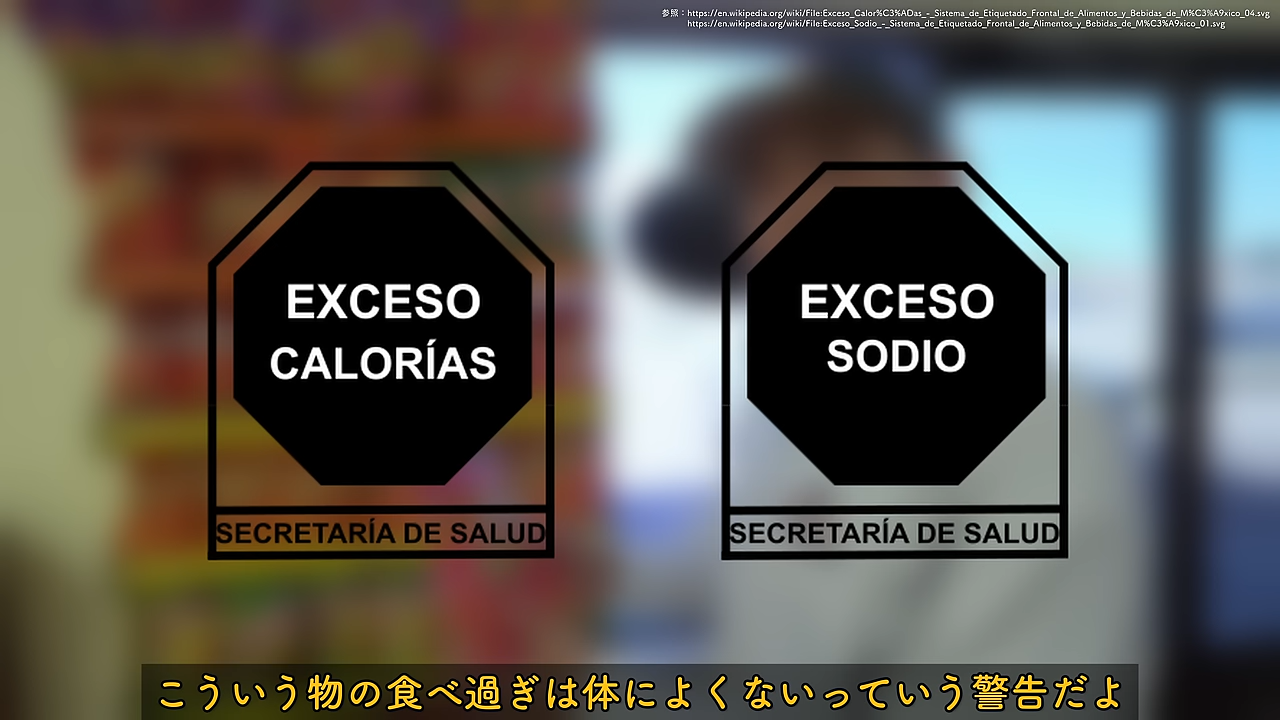 参照：https://en.wikipedia.org/wiki/File:Exceso_Calor%C3%ADas_-_Sistema_de_Etiquetado_Frontal_de_Alimentos_y_Bebidas_de_M%C3%A9xico_04.svg
https://en.wikipedia.org/wiki/File:Exceso_Sodio_-_Sistema_de_Etiquetado_Frontal_de_Alimentos_y_Bebidas_de_M%C3%A9xico_01.svg
EXCESO
CALORÍAS
SECRETARÍA DE SALUD
EXCESO
SODIO
SECRETARÍA DE SALUD
こういう物の食べ過ぎは体によくないっていう警告だよ